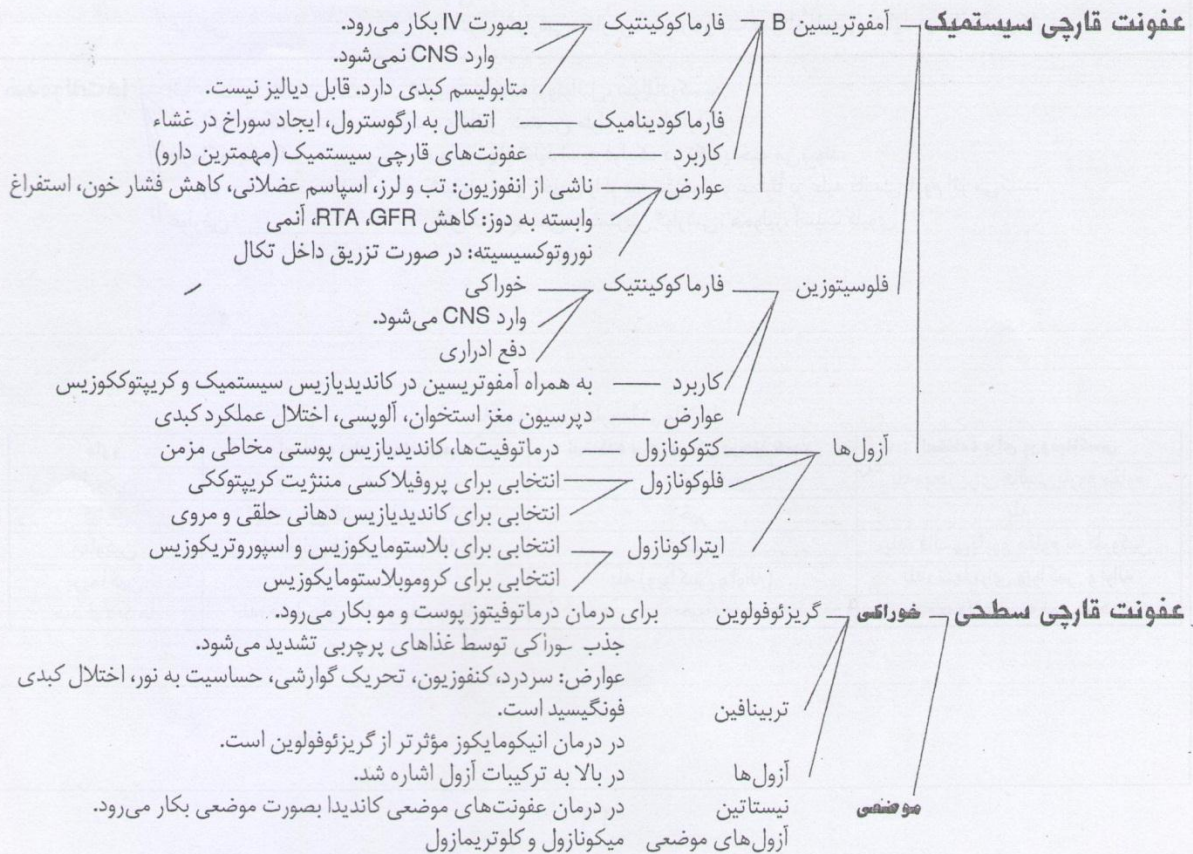 عفونت قارچی سیستمیک آمفوتریسین B فارماکوکینتیک بصورت IV بکار می‌رود.
وارد CNS نمی‌شود.
متابولیسم کبدی دارد. قابل دیالیز نیست.
فارماکودینامیک اتصال به ارگوسترول، ایجاد سوراخ در غشاء
کاربرد عفونت‌های قارچی سیستمیک (مهمترین دارو)
عوارض ناشی از انفوزیون: تب و لرز، اسپاسم عضلانی، کاهش فشار خون، استفراغ
وابسته به دوز: کاهش GFR، RTA، آنمی
نوروتوکسیسیته: در صورت تزریق داخل تکال
فلوسیتوزین فارماکوکینتیک خوراکی
وارد CNS می‌شود.
دفع ادراری
کاربرد به همراه آمفوتریسین در کاندیدیازیس سیستمیک و کریپتوککوزیس
عوارض دپرسیون مغز استخوان، آلوپسی، اختلال عملکرد کبدی
آزول‌ها کتوکونازول درماتوفیت‌ها، کاندیدیازیس پوستی مخاطی مزمن
فلوکونازول انتخابی برای پروفیلاکسی مننژیت کریپتوککی
انتخابی برای کاندیدیازیس دهانی حلقی و مروی
ایتراکونازول انتخابی برای بلاستومایکوزیس و اسپوروتریکوزیس
انتخابی برای کروموبلاستومایکوزیس
عفونت قارچی سطحی خوراکی گریزئوفولوین برای درمان درماتوفیتوز پوست و مو بکار می‌رود.
جذب خوراکی توسط غذاهای پرچربی تشدید می‌شود.
عوارض: سردرد، کنفوزیون، تحریک گوارشی، حساسیت به نور، اختلال کبدی
تربینافین فونگیسید است.
در درمان انیکومایکوز مؤثرتر از گریزئوفولوین است.
آزول‌ها در بالا به ترکیبات آزول اشاره شد.
موضعی نیستاتین در درمان عفونت‌های موضعی کاندیدا بصورت موضعی بکار می‌رود.
آزول‌های موضعی میکونازول و کلوتریمازول